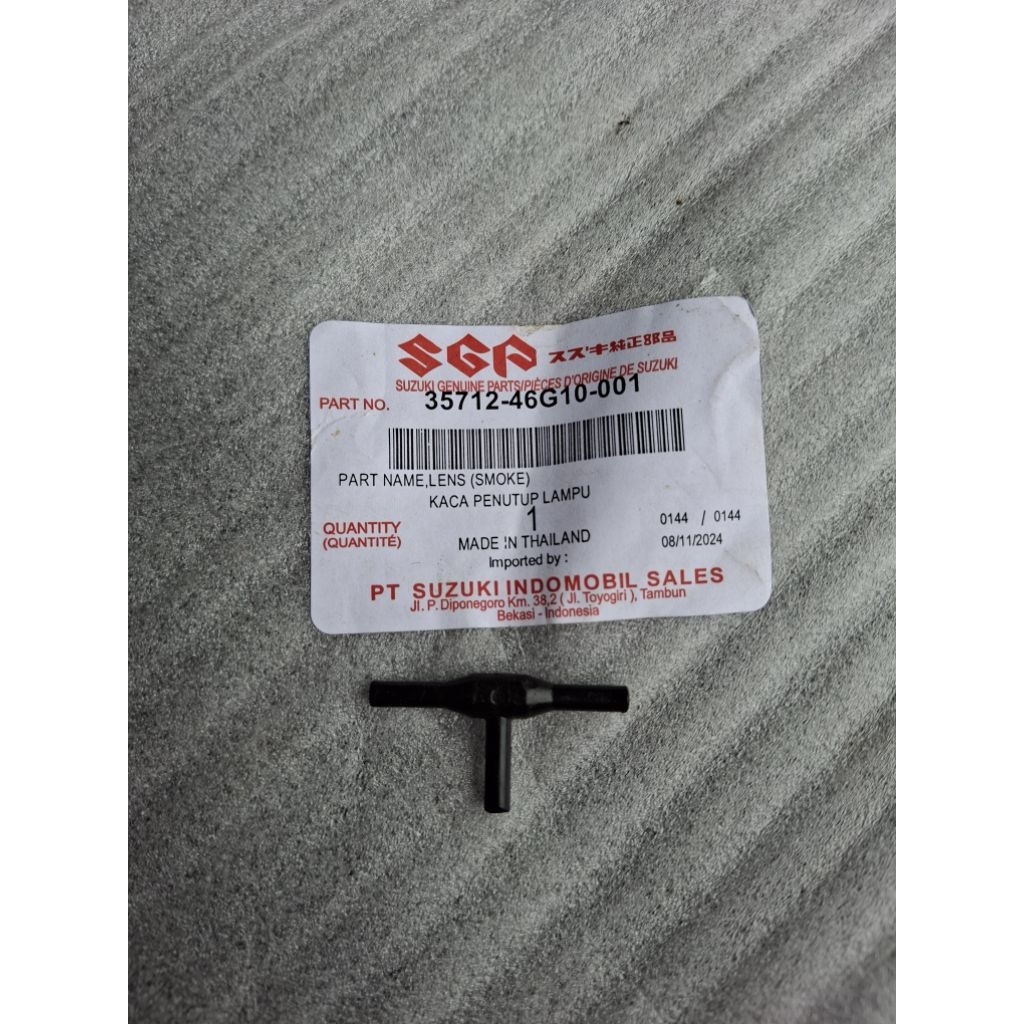 SGP スズキ純正部品
SUZUKI GENUINE PARTS/PIÈCES D'ORIGINE DE SUZUKI
PART NO. 35712-46G10-001
PART NAME,LENS (SMOKE)
KACA PENUTUP LAMPU
QUANTITY 1 0144 / 0144
(QUANTITÉ) MADE IN THAILAND 08/11/2024
Imported by :
PT SUZUKI INDOMOBIL SALES
Jl. P. Diponegoro Km. 38,2 ( Jl. Toyogiri ), Tambun
Bekasi - Indonesia